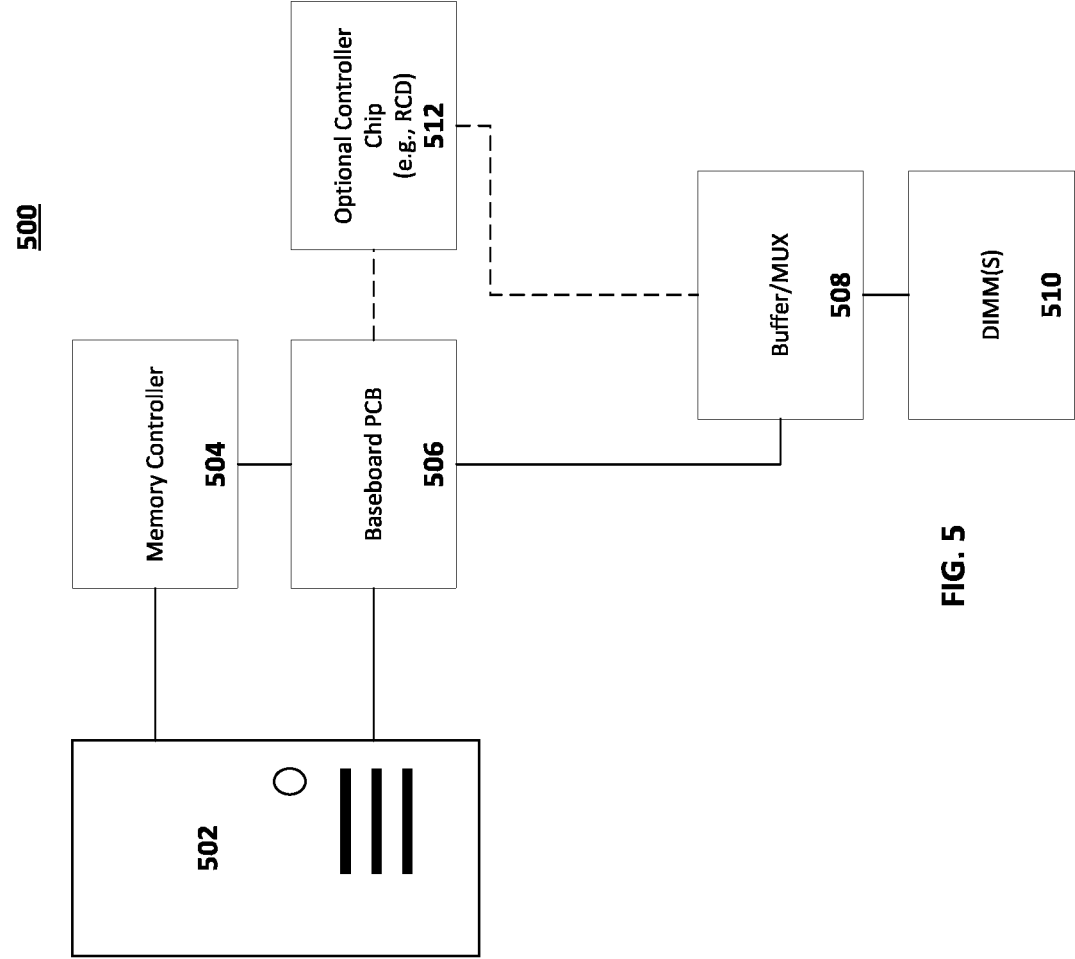 500
502
Memory Controller
504
Baseboard PCB
506
Optional Controller
Chip
(e.g., RCD)
512
Buffer/MUX
508
DIMM(S)
510
FIG. 5